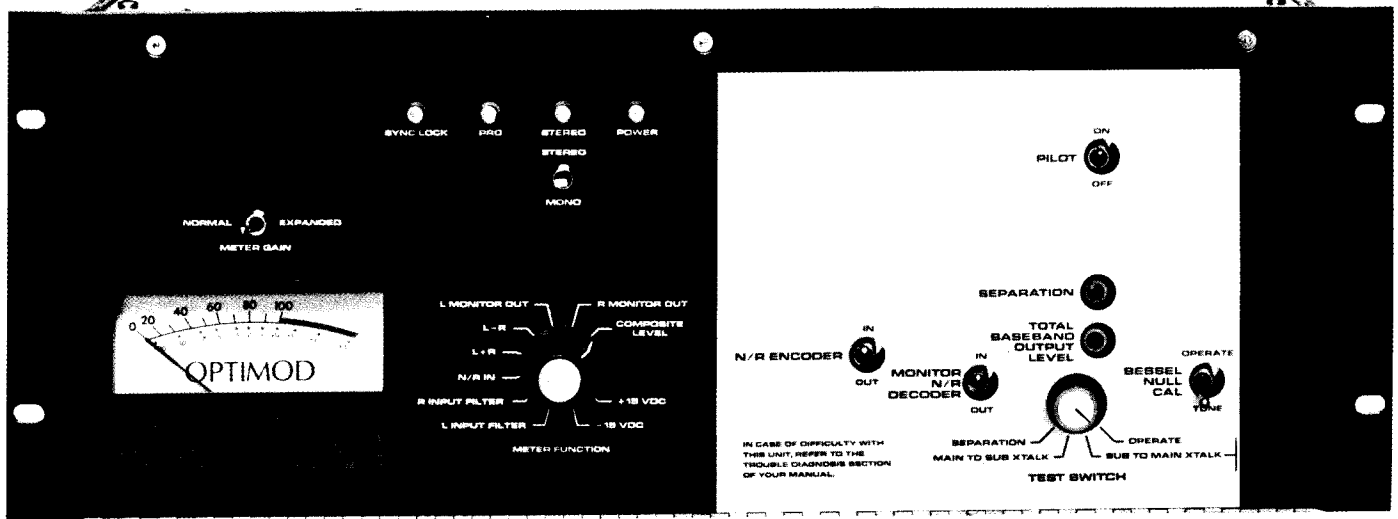 SYNC LOCK
PRO
STEREO
POWER
STEREO
MONO
NORMAL
EXPANDED
METER GAIN
0 20 40 60 80 100
OPTIMOD
L MONITOR OUT
R MONITOR OUT
L-R
COMPOSITE
LEVEL
L+R
N/R IN
R INPUT FILTER
+15 VDC
L INPUT FILTER
-15 VDC
METER FUNCTION
ON
PILOT
OFF
SEPARATION
TOTAL
BASEBAND
OUTPUT
LEVEL
IN
N/R ENCODER
OUT
IN
MONITOR
N/R
DECODER
OUT
OPERATE
BESSEL
NULL
CAL
TONE
SEPARATION
OPERATE
MAIN TO SUB XTALK
SUB TO MAIN XTALK
TEST SWITCH
IN CASE OF DIFFICULTY WITH
THIS UNIT, REFER TO THE
TROUBLE DIAGNOSIS SECTION
OF YOUR MANUAL.